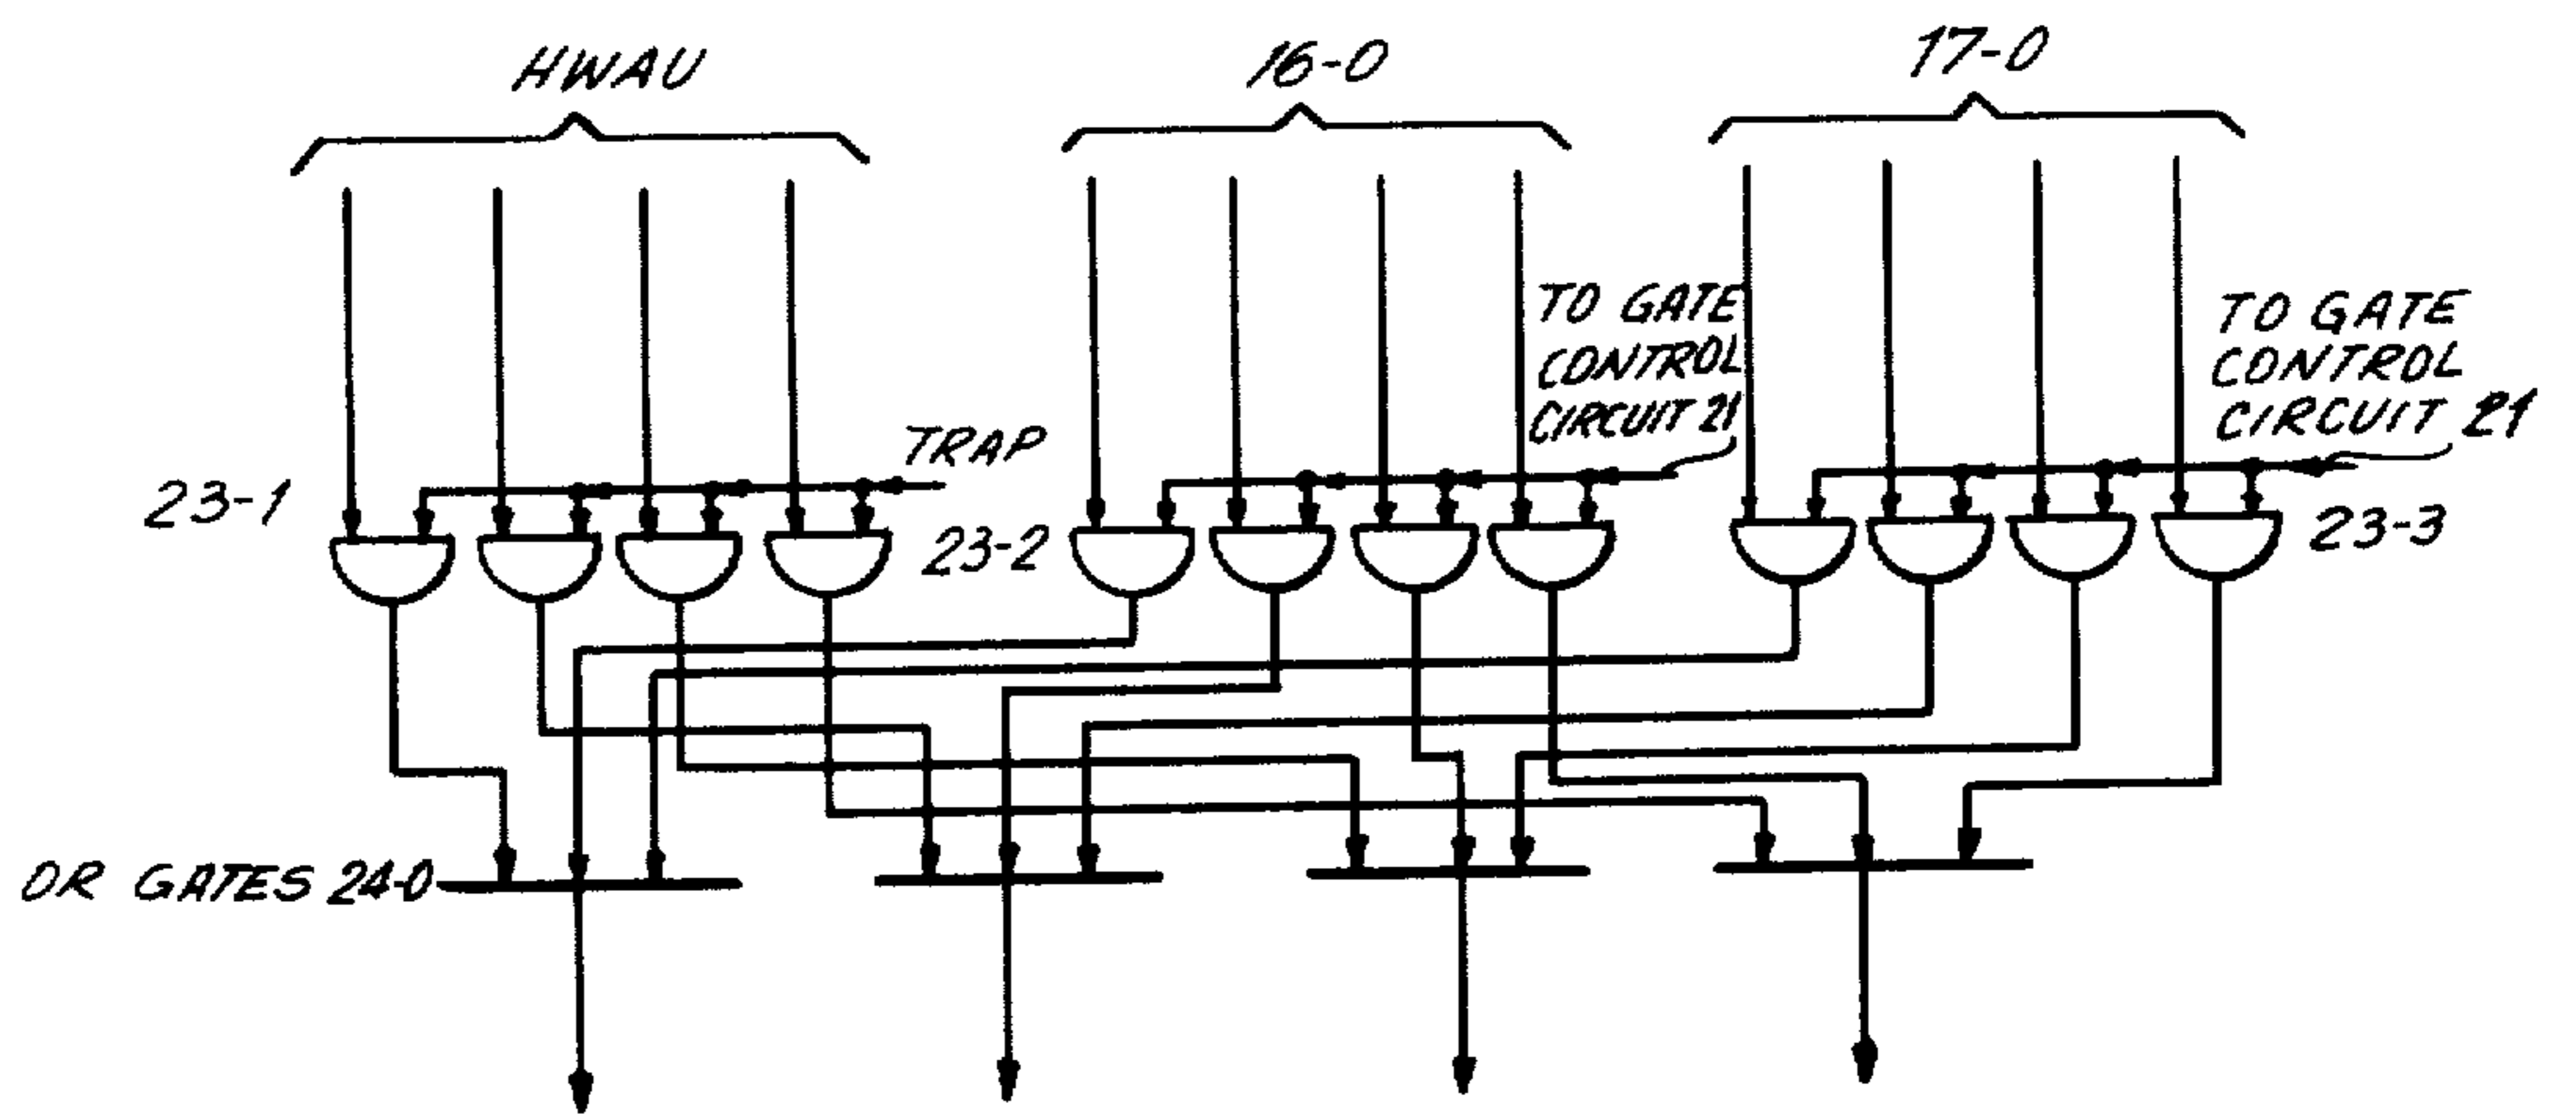 HWAU
16-0
17-0
TO GATE
CONTROL
CIRCUIT 21
TO GATE
CONTROL
CIRCUIT 21
TRAP
23-1
23-2
23-3
OR GATES 24-0